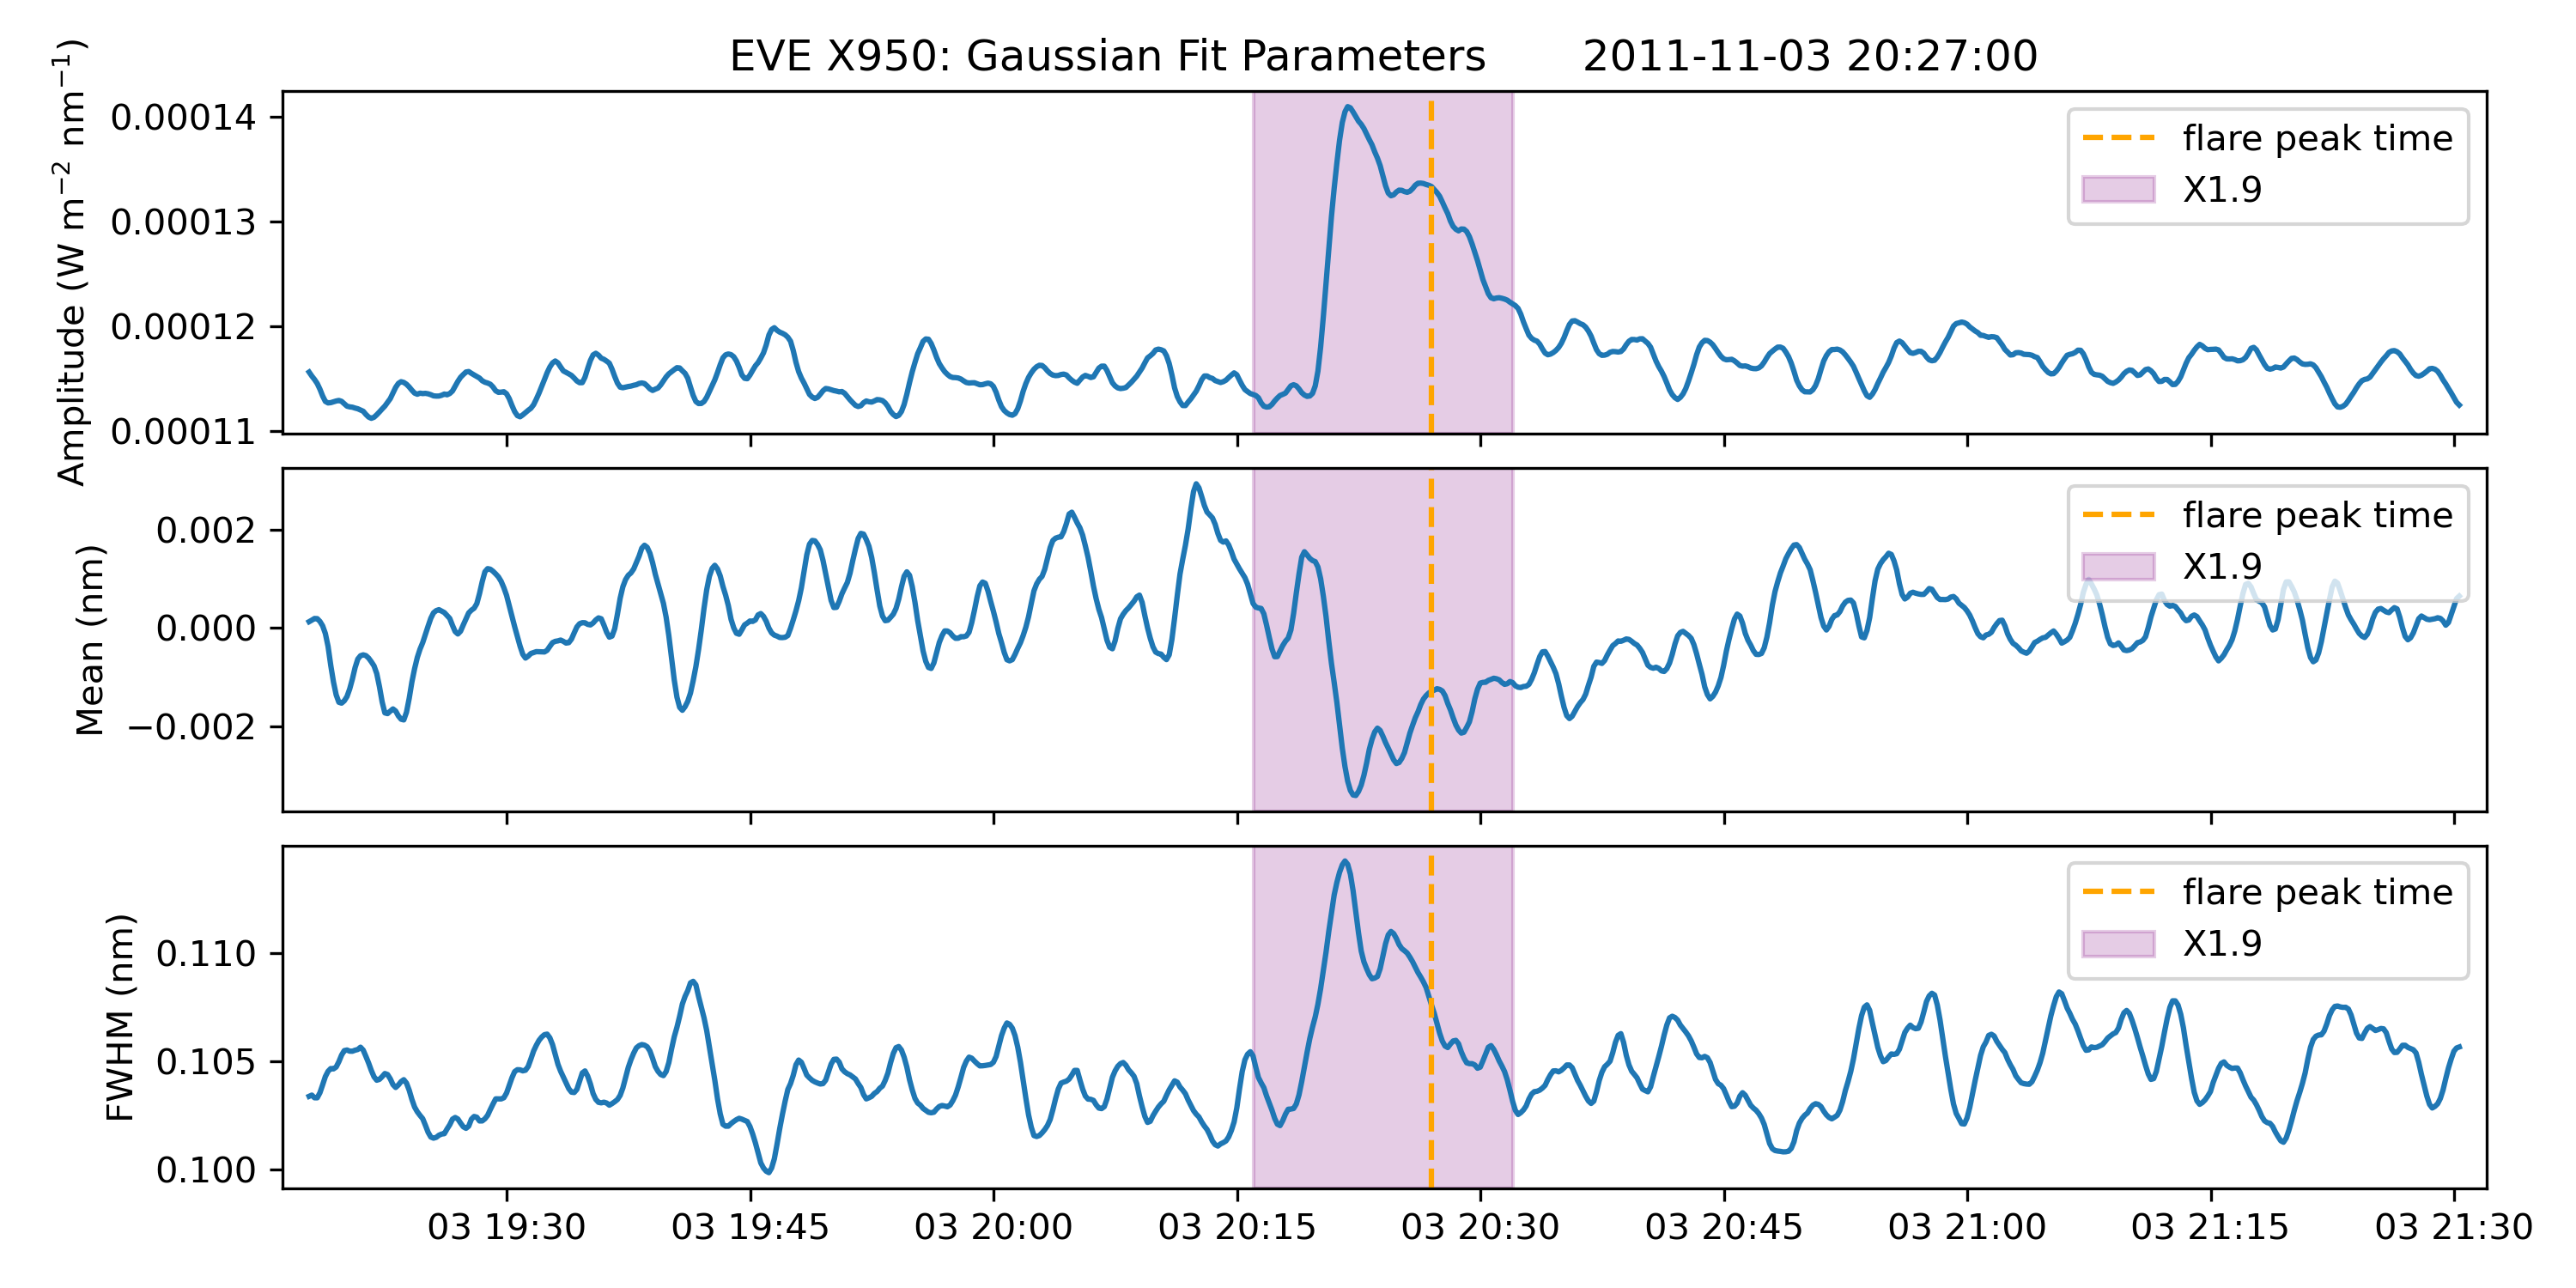 EVE X950: Gaussian Fit Parameters 2011-11-03 20:27:00
Amplitude (W m⁻² nm⁻¹)
0.00014
0.00013
0.00012
0.00011
flare peak time
X1.9
Mean (nm)
0.002
0.000
−0.002
flare peak time
X1.9
FWHM (nm)
0.110
0.105
0.100
flare peak time
X1.9
03 19:30 03 19:45 03 20:00 03 20:15 03 20:30 03 20:45 03 21:00 03 21:15 03 21:30